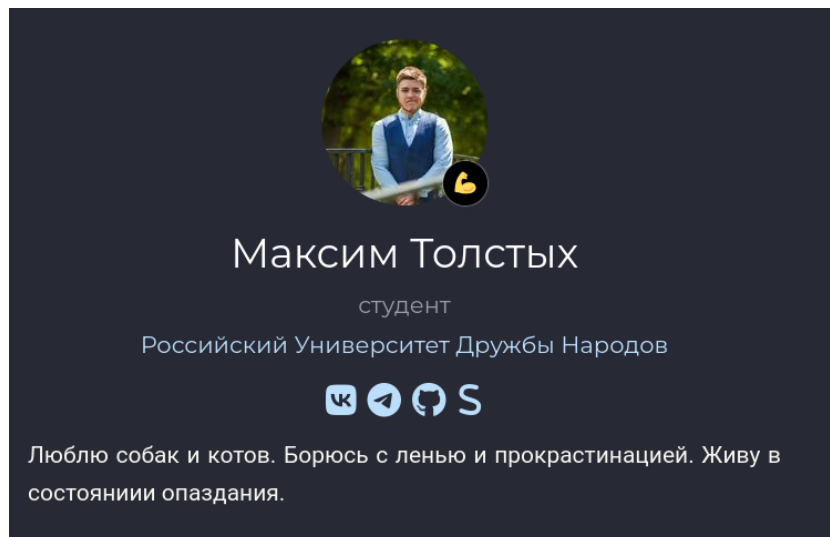 Максим Толстых
студент
Российский Университет Дружбы Народов
Люблю собак и котов. Борюсь с ленью и прокрастинацией. Живу в
состояниии опаздания.